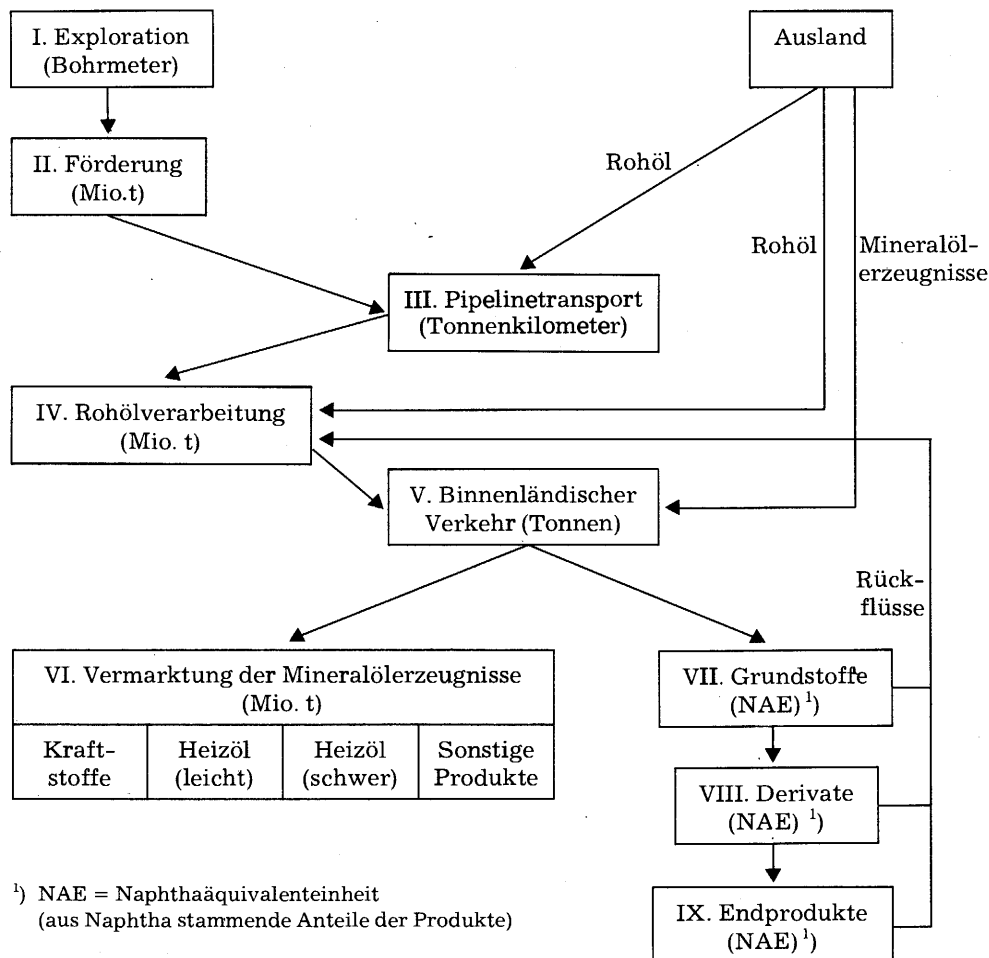 I. Exploration
(Bohrmeter)
Ausland
II. Förderung
(Mio.t)
Rohöl
Rohöl
Mineralöl-
erzeugnisse
III. Pipelinetransport
(Tonnenkilometer)
IV. Rohölverarbeitung
(Mio. t)
V. Binnenländischer
Verkehr (Tonnen)
Rück-
flüsse
VI. Vermarktung der Mineralölerzeugnisse
(Mio. t)
Kraft-
stoffe
Heizöl
(leicht)
Heizöl
(schwer)
Sonstige
Produkte
VII. Grundstoffe
(NAE) ¹)
VIII. Derivate
(NAE) ¹)
IX. Endprodukte
(NAE) ¹)
¹) NAE = Naphthaäquivalenteinheit
(aus Naphtha stammende Anteile der Produkte)